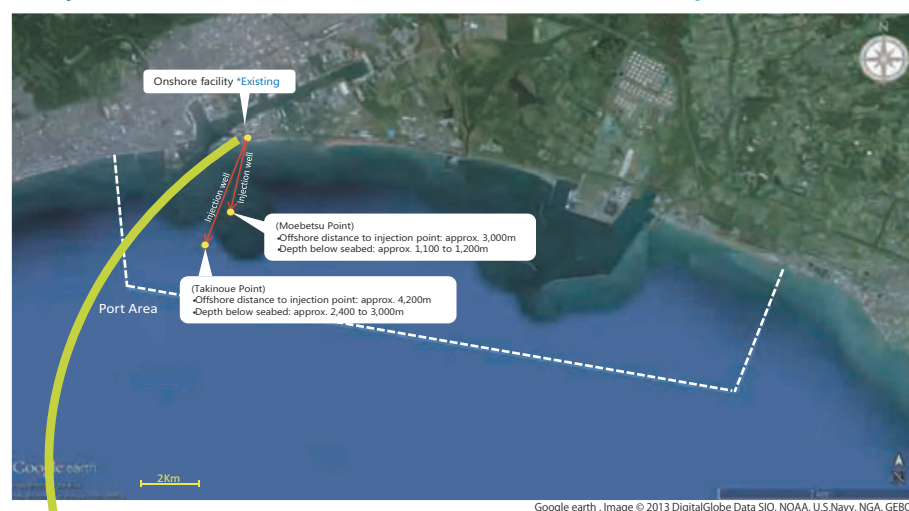 Onshore facility *Existing
Injection well
Injection well
(Moebetsu Point)
•Offshore distance to injection point: approx. 3,000m
•Depth below seabed: approx. 1,100 to 1,200m
(Takinoue Point)
•Offshore distance to injection point: approx. 4,200m
•Depth below seabed: approx. 2,400 to 3,000m
Port Area
Google earth
2Km
N
Google earth . Image © 2013 DigitalGlobe Data SIO, NOAA, U.S.Navy, NGA, GEBC